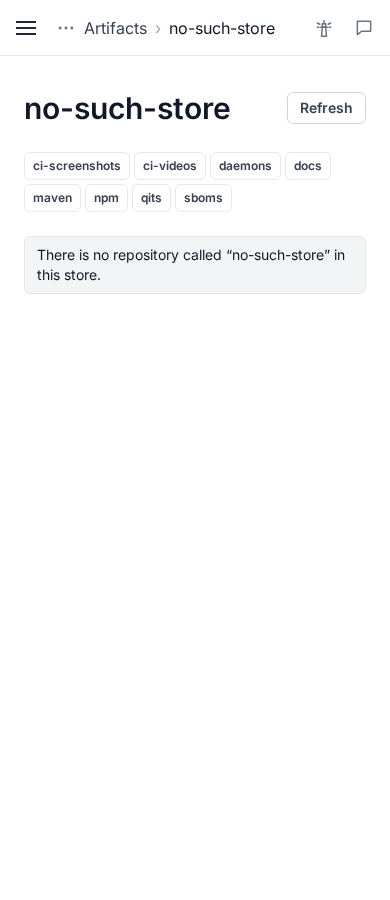 ··· Artifacts › no-such-store
no-such-store
Refresh
ci-screenshots ci-videos daemons docs
maven npm qits sboms
There is no repository called “no-such-store” in
this store.